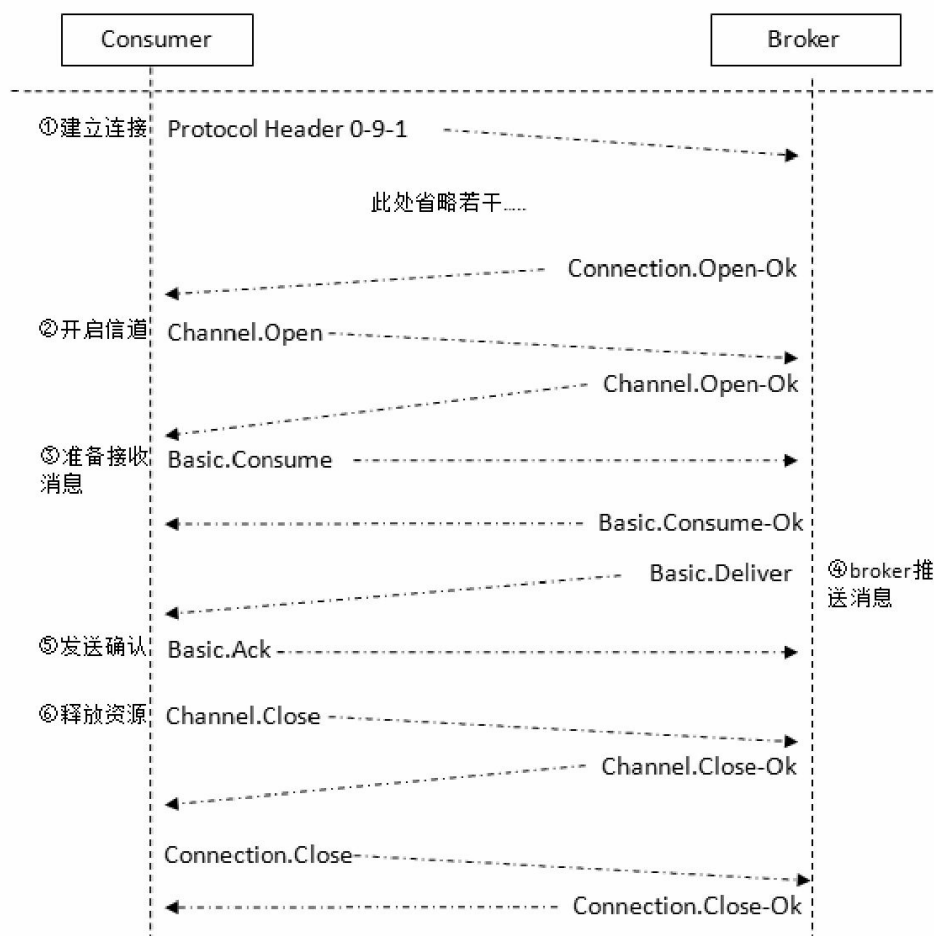 Consumer
Broker
①建立连接
Protocol Header 0-9-1
此处省略若干.....
Connection.Open-Ok
②开启信道
Channel.Open
Channel.Open-Ok
③准备接收
消息
Basic.Consume
Basic.Consume-Ok
Basic.Deliver
④broker推
送消息
⑤发送确认
Basic.Ack
⑥释放资源
Channel.Close
Channel.Close-Ok
Connection.Close
Connection.Close-Ok